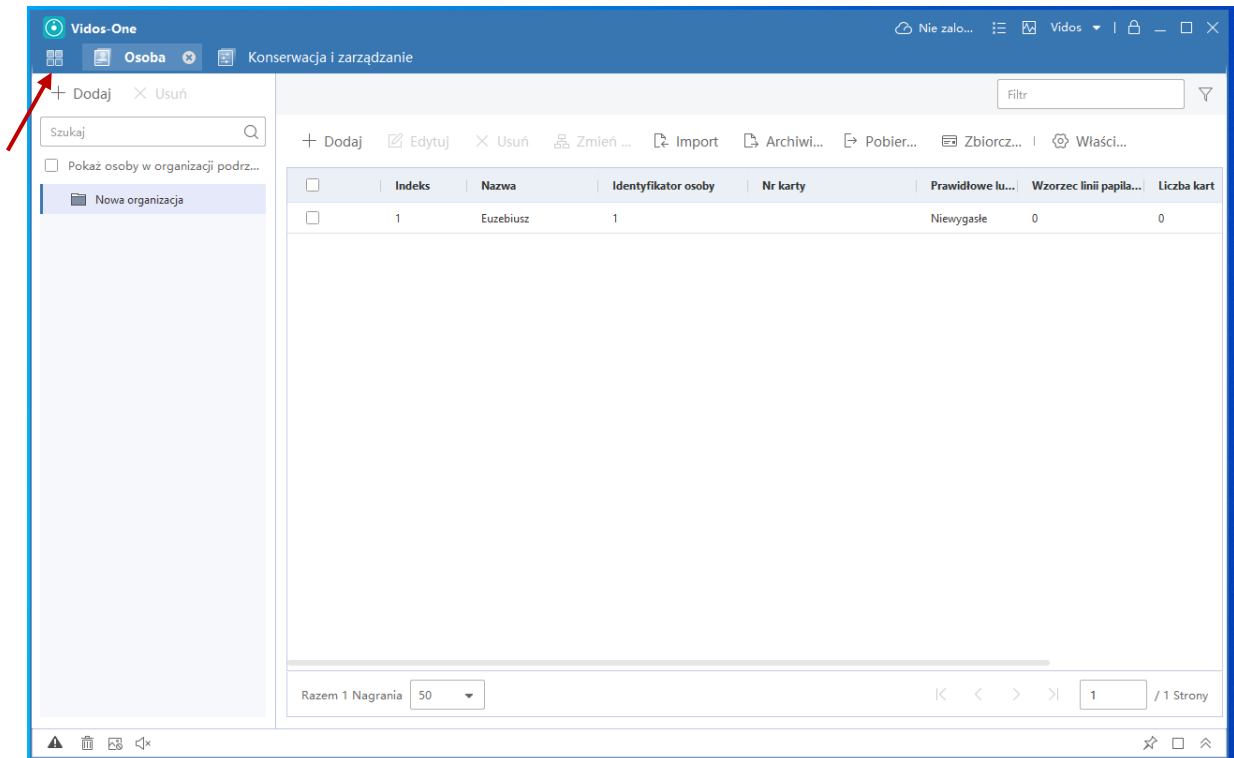 Vidos-One
Nie zalo... Vidos
Osoba Konserwacja i zarządzanie
Dodaj Usuń
Filtr
Szukaj
Dodaj Edytuj Usuń Zmień ... Import Archiwi... Pobier... Zbiorcz... Właści...
Pokaż osoby w organizacji podrz...
Indeks Nazwa Identyfikator osoby Nr karty Prawidłowe lu... Wzorzec linii papila... Liczba kart
Nowa organizacja
1 Euzebiusz 1 Niewygasłe 0 0
Razem 1 Nagrania 50 1 / 1 Strony